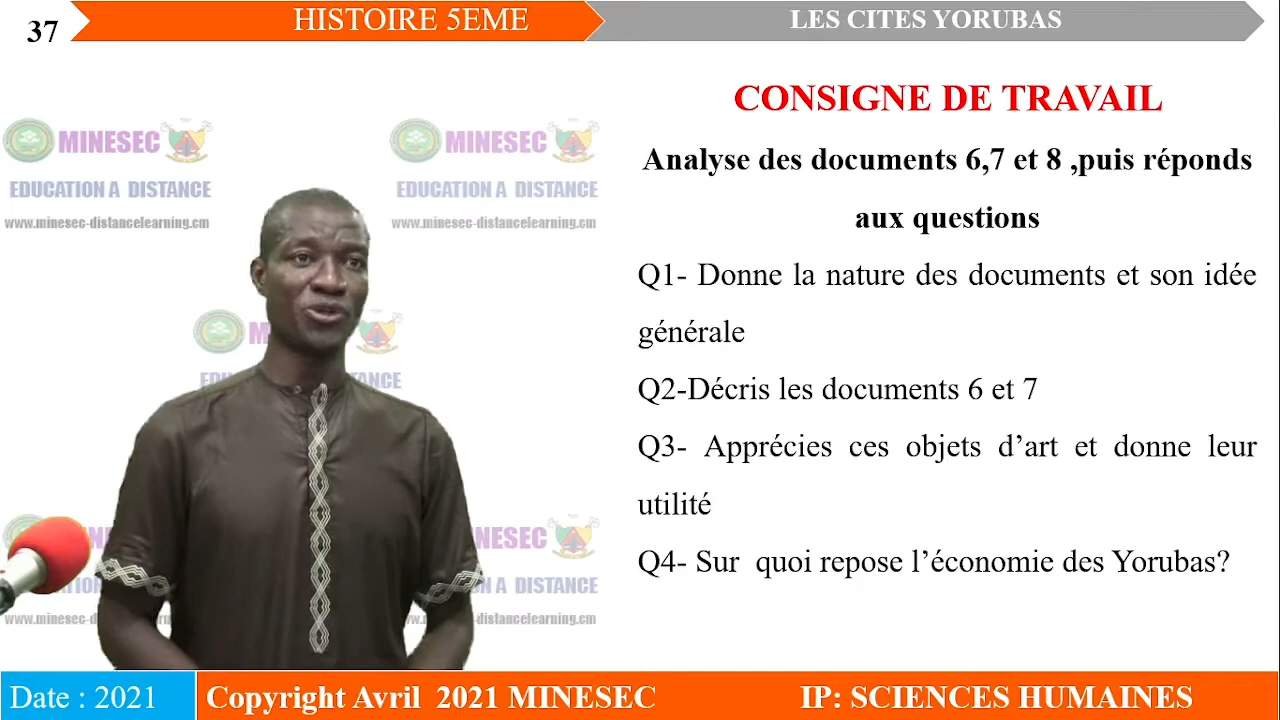 37
HISTOIRE 5EME
LES CITES YORUBAS
CONSIGNE DE TRAVAIL
Analyse des documents 6,7 et 8 ,puis réponds
aux questions
Q1- Donne la nature des documents et son idée
générale
Q2-Décris les documents 6 et 7
Q3- Apprécies ces objets d’art et donne leur
utilité
Q4- Sur quoi repose l’économie des Yorubas?
MINESEC
EDUCATION A DISTANCE
www.minesec-distancelearning.cm
MINESEC
EDUCATION A DISTANCE
www.minesec-distancelearning.cm
Date : 2021
Copyright Avril 2021 MINESEC
IP: SCIENCES HUMAINES